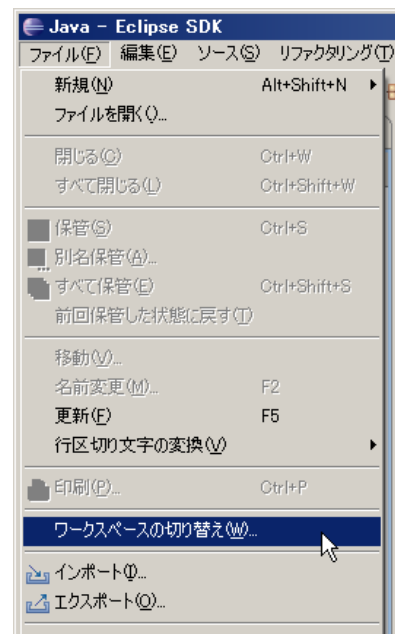 Java - Eclipse SDK
ファイル(F) 編集(E) ソース(S) リファクタリング(T)
新規(N) Alt+Shift+N
ファイルを開く()...
閉じる(C) Ctrl+W
すべて閉じる(L) Ctrl+Shift+W
保管(S) Ctrl+S
別名保管(A)...
すべて保管(E) Ctrl+Shift+S
前回保管した状態に戻す(T)
移動(V)...
名前変更(M)... F2
更新(F) F5
行区切り文字の変換(V)
印刷(P)... Ctrl+P
ワークスペースの切り替え(W)...
インポート(I)...
エクスポート(O)...